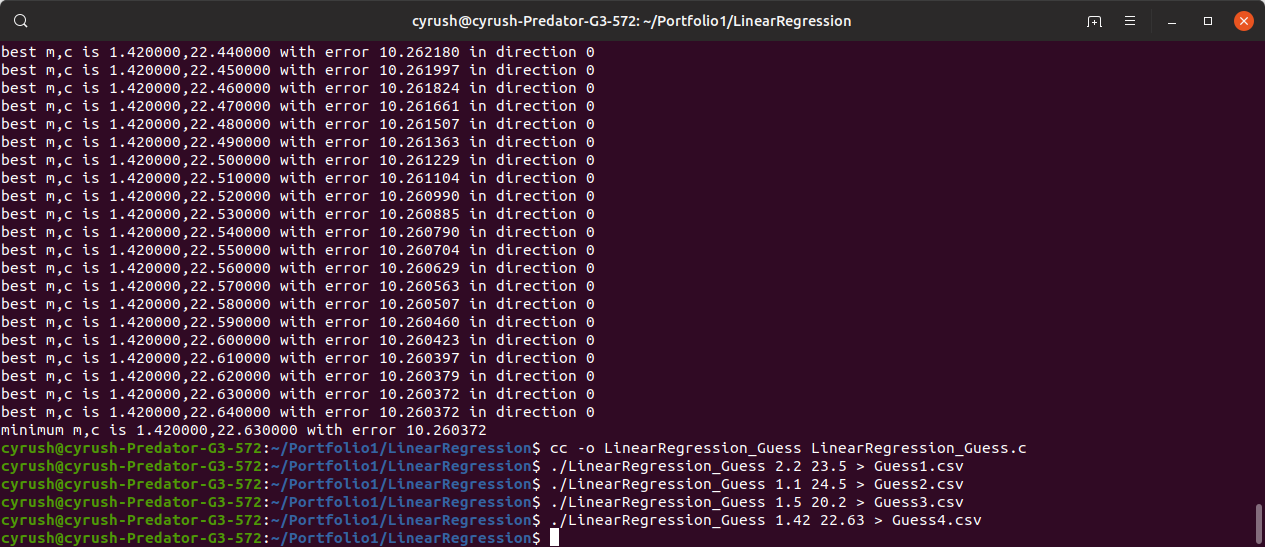 cyrush@cyrush-Predator-G3-572: ~/Portfolio1/LinearRegression
best m,c is 1.420000,22.440000 with error 10.262180 in direction 0
best m,c is 1.420000,22.450000 with error 10.261997 in direction 0
best m,c is 1.420000,22.460000 with error 10.261824 in direction 0
best m,c is 1.420000,22.470000 with error 10.261661 in direction 0
best m,c is 1.420000,22.480000 with error 10.261507 in direction 0
best m,c is 1.420000,22.490000 with error 10.261363 in direction 0
best m,c is 1.420000,22.500000 with error 10.261229 in direction 0
best m,c is 1.420000,22.510000 with error 10.261104 in direction 0
best m,c is 1.420000,22.520000 with error 10.260990 in direction 0
best m,c is 1.420000,22.530000 with error 10.260885 in direction 0
best m,c is 1.420000,22.540000 with error 10.260790 in direction 0
best m,c is 1.420000,22.550000 with error 10.260704 in direction 0
best m,c is 1.420000,22.560000 with error 10.260629 in direction 0
best m,c is 1.420000,22.570000 with error 10.260563 in direction 0
best m,c is 1.420000,22.580000 with error 10.260507 in direction 0
best m,c is 1.420000,22.590000 with error 10.260460 in direction 0
best m,c is 1.420000,22.600000 with error 10.260423 in direction 0
best m,c is 1.420000,22.610000 with error 10.260397 in direction 0
best m,c is 1.420000,22.620000 with error 10.260379 in direction 0
best m,c is 1.420000,22.630000 with error 10.260372 in direction 0
best m,c is 1.420000,22.640000 with error 10.260372 in direction 0
minimum m,c is 1.420000,22.630000 with error 10.260372
cyrush@cyrush-Predator-G3-572:~/Portfolio1/LinearRegression$ cc -o LinearRegression_Guess LinearRegression_Guess.c
cyrush@cyrush-Predator-G3-572:~/Portfolio1/LinearRegression$ ./LinearRegression_Guess 2.2 23.5 > Guess1.csv
cyrush@cyrush-Predator-G3-572:~/Portfolio1/LinearRegression$ ./LinearRegression_Guess 1.1 24.5 > Guess2.csv
cyrush@cyrush-Predator-G3-572:~/Portfolio1/LinearRegression$ ./LinearRegression_Guess 1.5 20.2 > Guess3.csv
cyrush@cyrush-Predator-G3-572:~/Portfolio1/LinearRegression$ ./LinearRegression_Guess 1.42 22.63 > Guess4.csv
cyrush@cyrush-Predator-G3-572:~/Portfolio1/LinearRegression$